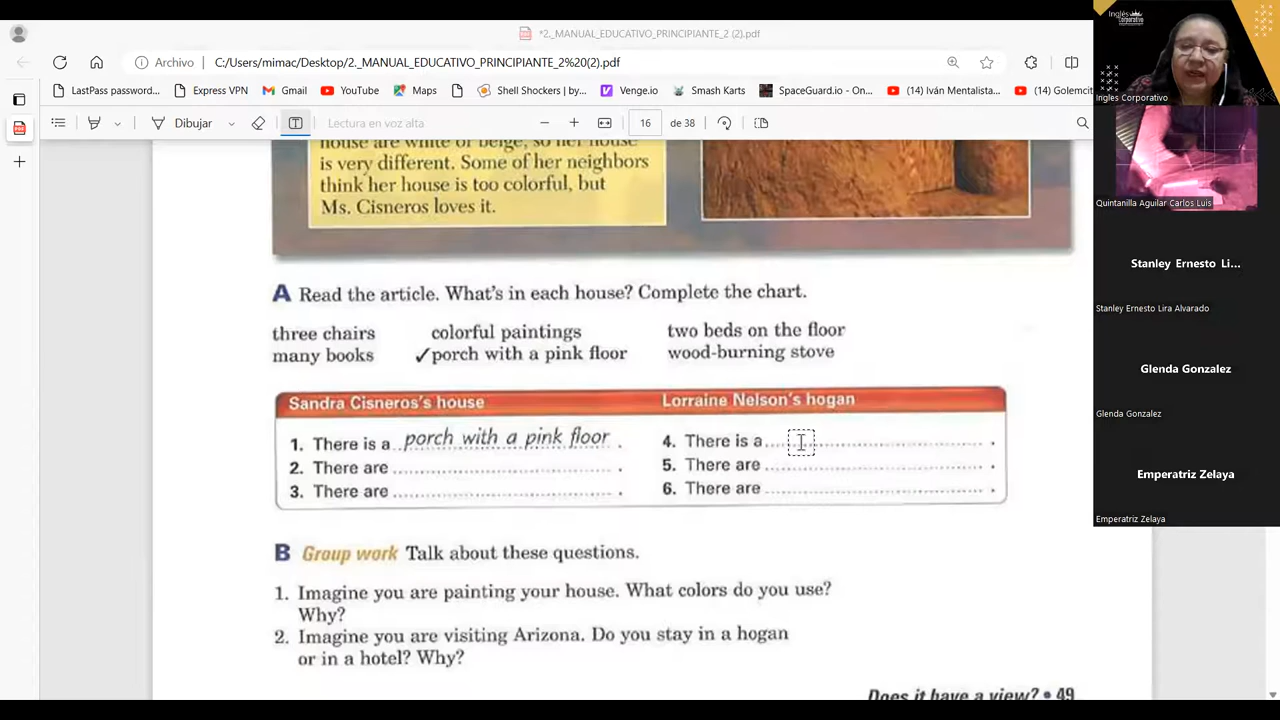 *2._MANUAL_EDUCATIVO_PRINCIPIANTE_2 (2).pdf
Archivo C:/Users/mimac/Desktop/2._MANUAL_EDUCATIVO_PRINCIPIANTE_2%20(2).pdf
LastPass password... Express VPN Gmail YouTube Maps Shell Shockers | by... Venge.io Smash Karts SpaceGuard.io - On... (14) Iván Mentalista... (14) Golemcit
Dibujar Lectura en voz alta 16 de 38
house are white or beige, so her house
is very different. Some of her neighbors
think her house is too colorful, but
Ms. Cisneros loves it.
A Read the article. What's in each house? Complete the chart.
three chairs colorful paintings two beds on the floor
many books ✓porch with a pink floor wood-burning stove
Sandra Cisneros's house Lorraine Nelson's hogan
1. There is a porch with a pink floor . 4. There is a .
2. There are . 5. There are .
3. There are . 6. There are .
B Group work Talk about these questions.
1. Imagine you are painting your house. What colors do you use?
Why?
2. Imagine you are visiting Arizona. Do you stay in a hogan
or in a hotel? Why?
Does it have a view? • 49
Inglés
Corporativo
Ingles Corporativo
Quintanilla Aguilar Carlos Luis
Stanley Ernesto Li...
Stanley Ernesto Lira Alvarado
Glenda Gonzalez
Glenda Gonzalez
Emperatriz Zelaya
Emperatriz Zelaya